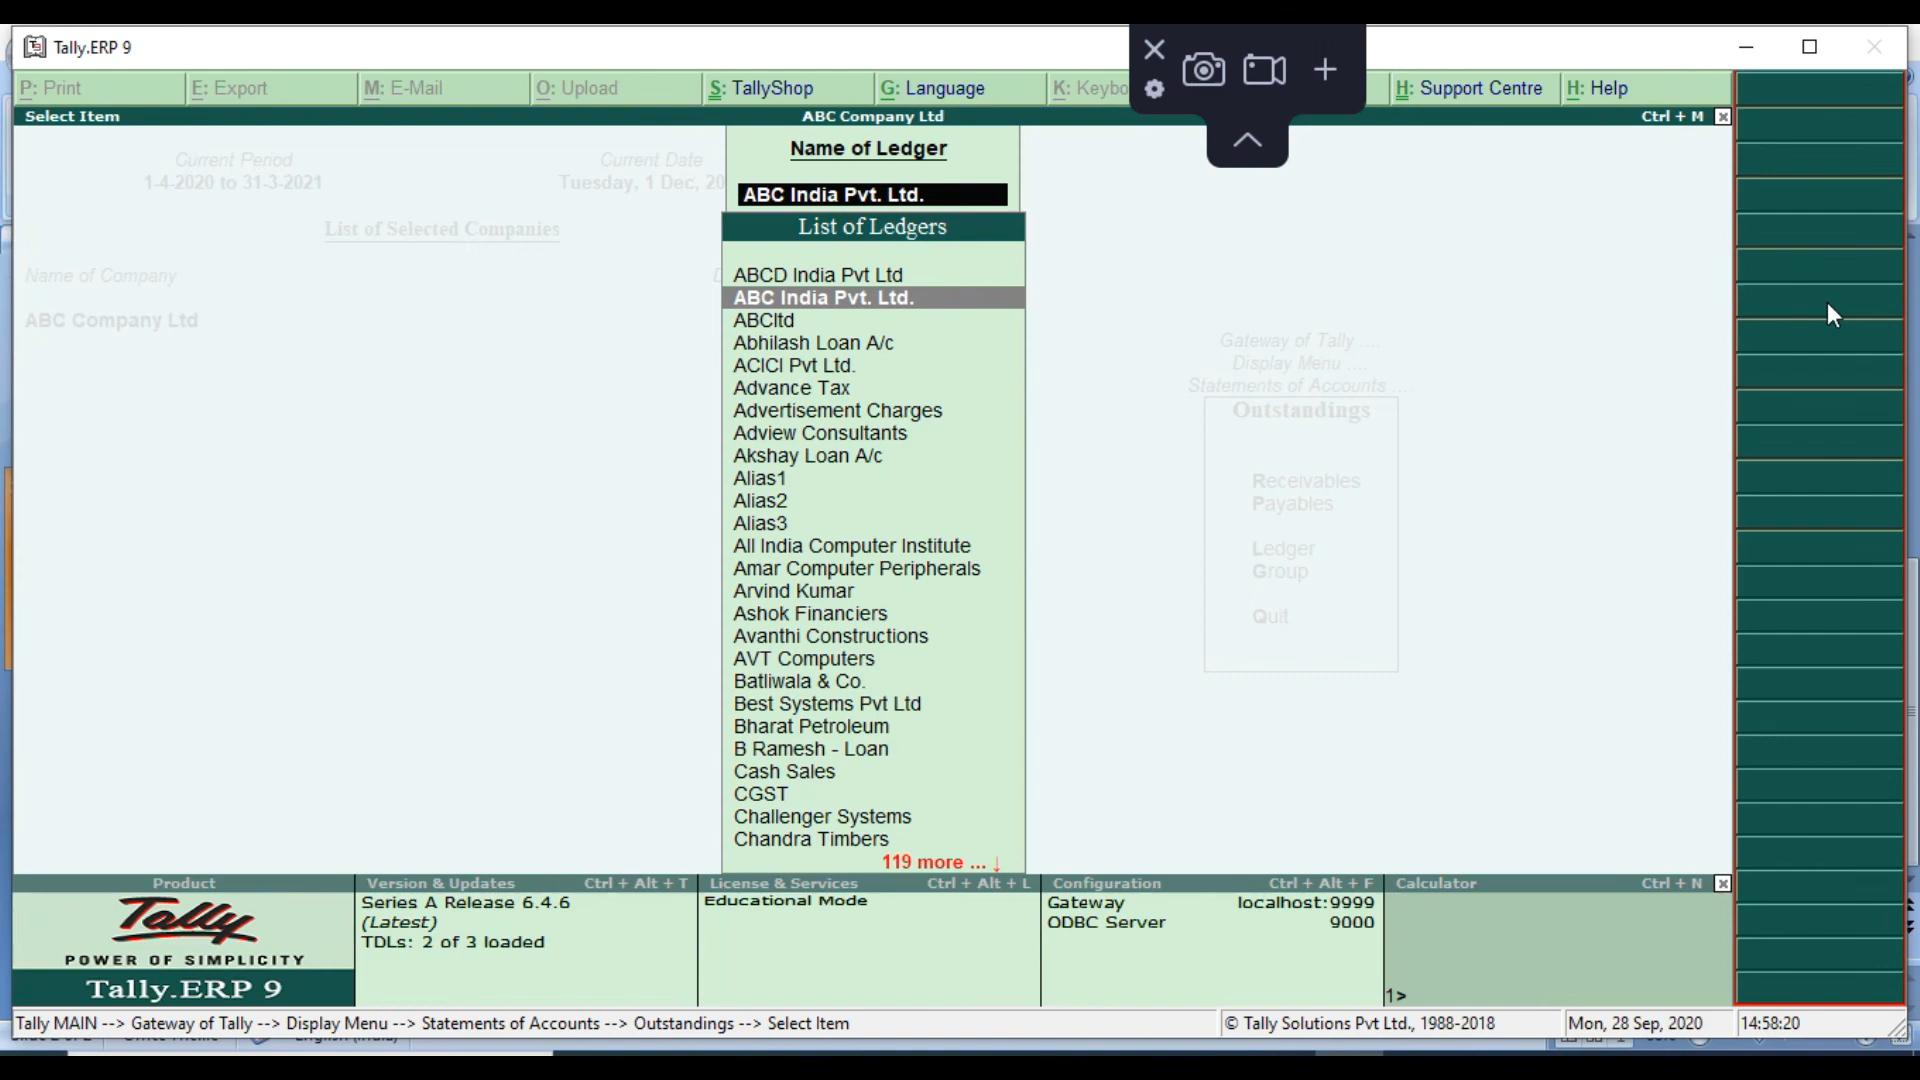 Tally.ERP 9
P: Print
E: Export
M: E-Mail
O: Upload
S: TallyShop
G: Language
K: Keybo
H: Support Centre
H: Help
Select Item
ABC Company Ltd
Ctrl + M
Current Period
1-4-2020 to 31-3-2021
Current Date
Tuesday, 1 Dec, 20
List of Selected Companies
Name of Company
ABC Company Ltd
Name of Ledger
ABC India Pvt. Ltd.
List of Ledgers
ABCD India Pvt Ltd
ABC India Pvt. Ltd.
ABCltd
Abhilash Loan A/c
ACICI Pvt Ltd.
Advance Tax
Advertisement Charges
Adview Consultants
Akshay Loan A/c
Alias1
Alias2
Alias3
All India Computer Institute
Amar Computer Peripherals
Arvind Kumar
Ashok Financiers
Avanthi Constructions
AVT Computers
Batliwala & Co.
Best Systems Pvt Ltd
Bharat Petroleum
B Ramesh - Loan
Cash Sales
CGST
Challenger Systems
Chandra Timbers
119 more ... ↓
Gateway of Tally ....
Display Menu ....
Statements of Accounts ....
Outstandings
Receivables
Payables
Ledger
Group
Quit
Product
Tally
POWER OF SIMPLICITY
Tally.ERP 9
Version & Updates Ctrl + Alt + T
Series A Release 6.4.6
(Latest)
TDLs: 2 of 3 loaded
License & Services Ctrl + Alt + L
Educational Mode
Configuration Ctrl + Alt + F
Gateway localhost:9999
ODBC Server 9000
Calculator Ctrl + N
1>
Tally MAIN --> Gateway of Tally --> Display Menu --> Statements of Accounts --> Outstandings --> Select Item
© Tally Solutions Pvt Ltd., 1988-2018
Mon, 28 Sep, 2020
14:58:20